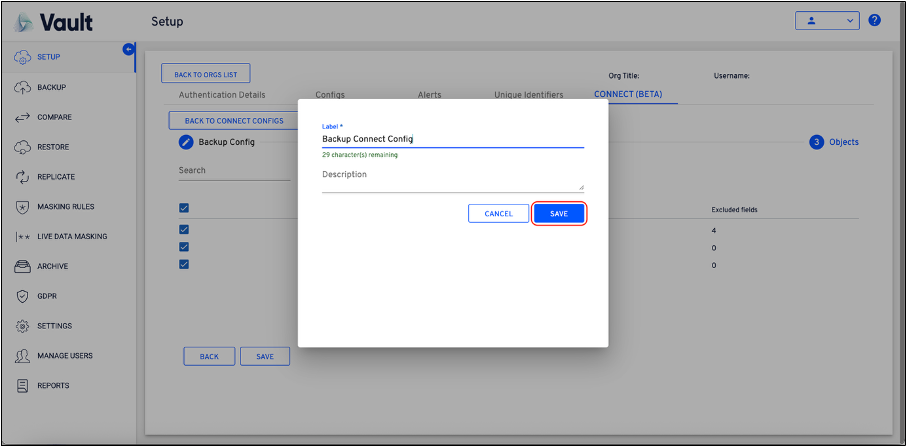 Vault
Setup
SETUP
BACKUP
COMPARE
RESTORE
REPLICATE
MASKING RULES
LIVE DATA MASKING
ARCHIVE
GDPR
SETTINGS
MANAGE USERS
REPORTS
BACK TO ORGS LIST
Org Title: Username:
Authentication Details Configs Alerts Unique Identifiers CONNECT (BETA)
BACK TO CONNECT CONFIGS
Backup Config
3 Objects
Search
Excluded fields
4
0
0
BACK SAVE
Label *
Backup Connect Config
29 character(s) remaining
Description
CANCEL SAVE